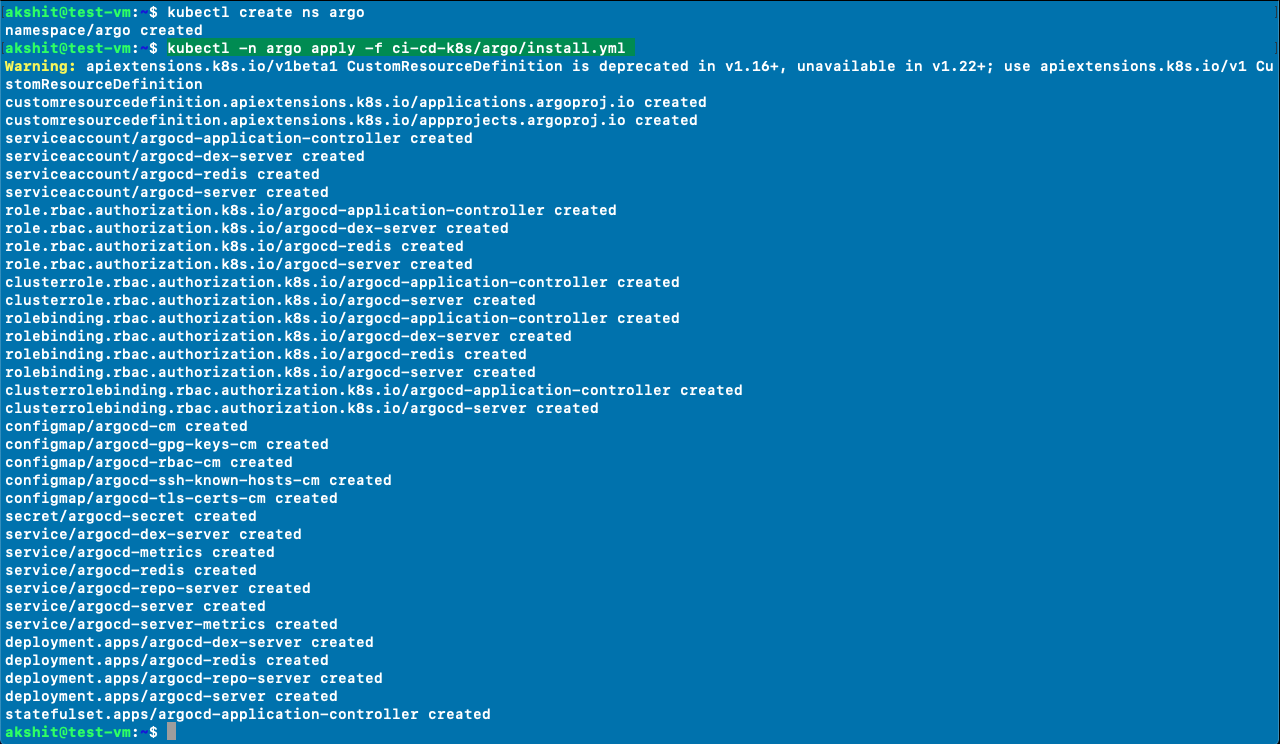 akshit@test-vm:~$ kubectl create ns argo
namespace/argo created
akshit@test-vm:~$ kubectl -n argo apply -f ci-cd-k8s/argo/install.yml
Warning: apiextensions.k8s.io/v1beta1 CustomResourceDefinition is deprecated in v1.16+, unavailable in v1.22+; use apiextensions.k8s.io/v1 Cu
stomResourceDefinition
customresourcedefinition.apiextensions.k8s.io/applications.argoproj.io created
customresourcedefinition.apiextensions.k8s.io/appprojects.argoproj.io created
serviceaccount/argocd-application-controller created
serviceaccount/argocd-dex-server created
serviceaccount/argocd-redis created
serviceaccount/argocd-server created
role.rbac.authorization.k8s.io/argocd-application-controller created
role.rbac.authorization.k8s.io/argocd-dex-server created
role.rbac.authorization.k8s.io/argocd-redis created
role.rbac.authorization.k8s.io/argocd-server created
clusterrole.rbac.authorization.k8s.io/argocd-application-controller created
clusterrole.rbac.authorization.k8s.io/argocd-server created
rolebinding.rbac.authorization.k8s.io/argocd-application-controller created
rolebinding.rbac.authorization.k8s.io/argocd-dex-server created
rolebinding.rbac.authorization.k8s.io/argocd-redis created
rolebinding.rbac.authorization.k8s.io/argocd-server created
clusterrolebinding.rbac.authorization.k8s.io/argocd-application-controller created
clusterrolebinding.rbac.authorization.k8s.io/argocd-server created
configmap/argocd-cm created
configmap/argocd-gpg-keys-cm created
configmap/argocd-rbac-cm created
configmap/argocd-ssh-known-hosts-cm created
configmap/argocd-tls-certs-cm created
secret/argocd-secret created
service/argocd-dex-server created
service/argocd-metrics created
service/argocd-redis created
service/argocd-repo-server created
service/argocd-server created
service/argocd-server-metrics created
deployment.apps/argocd-dex-server created
deployment.apps/argocd-redis created
deployment.apps/argocd-repo-server created
deployment.apps/argocd-server created
statefulset.apps/argocd-application-controller created
akshit@test-vm:~$